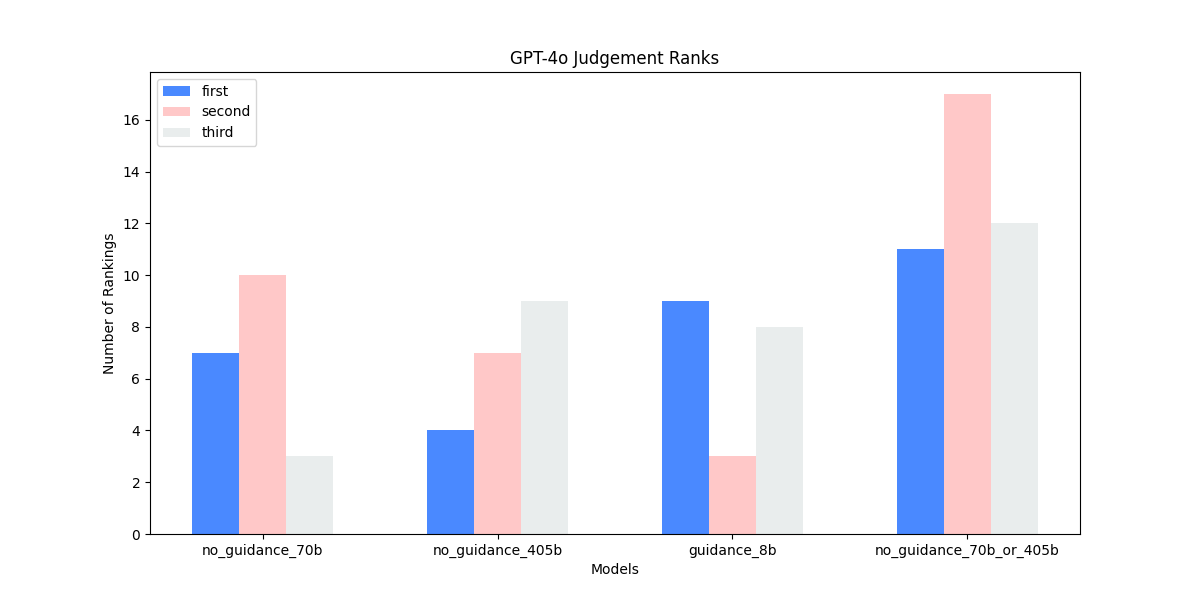 GPT-4o Judgement Ranks
first
second
third
16
14
12
10
8
6
4
2
0
Number of Rankings
no_guidance_70b
no_guidance_405b
guidance_8b
no_guidance_70b_or_405b
Models